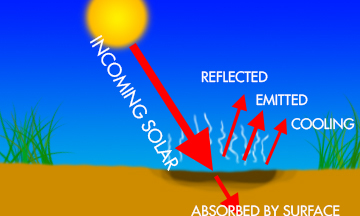 INCOMING SOLAR
REFLECTED
EMITTED
COOLING
ABSORBED BY SURFACE